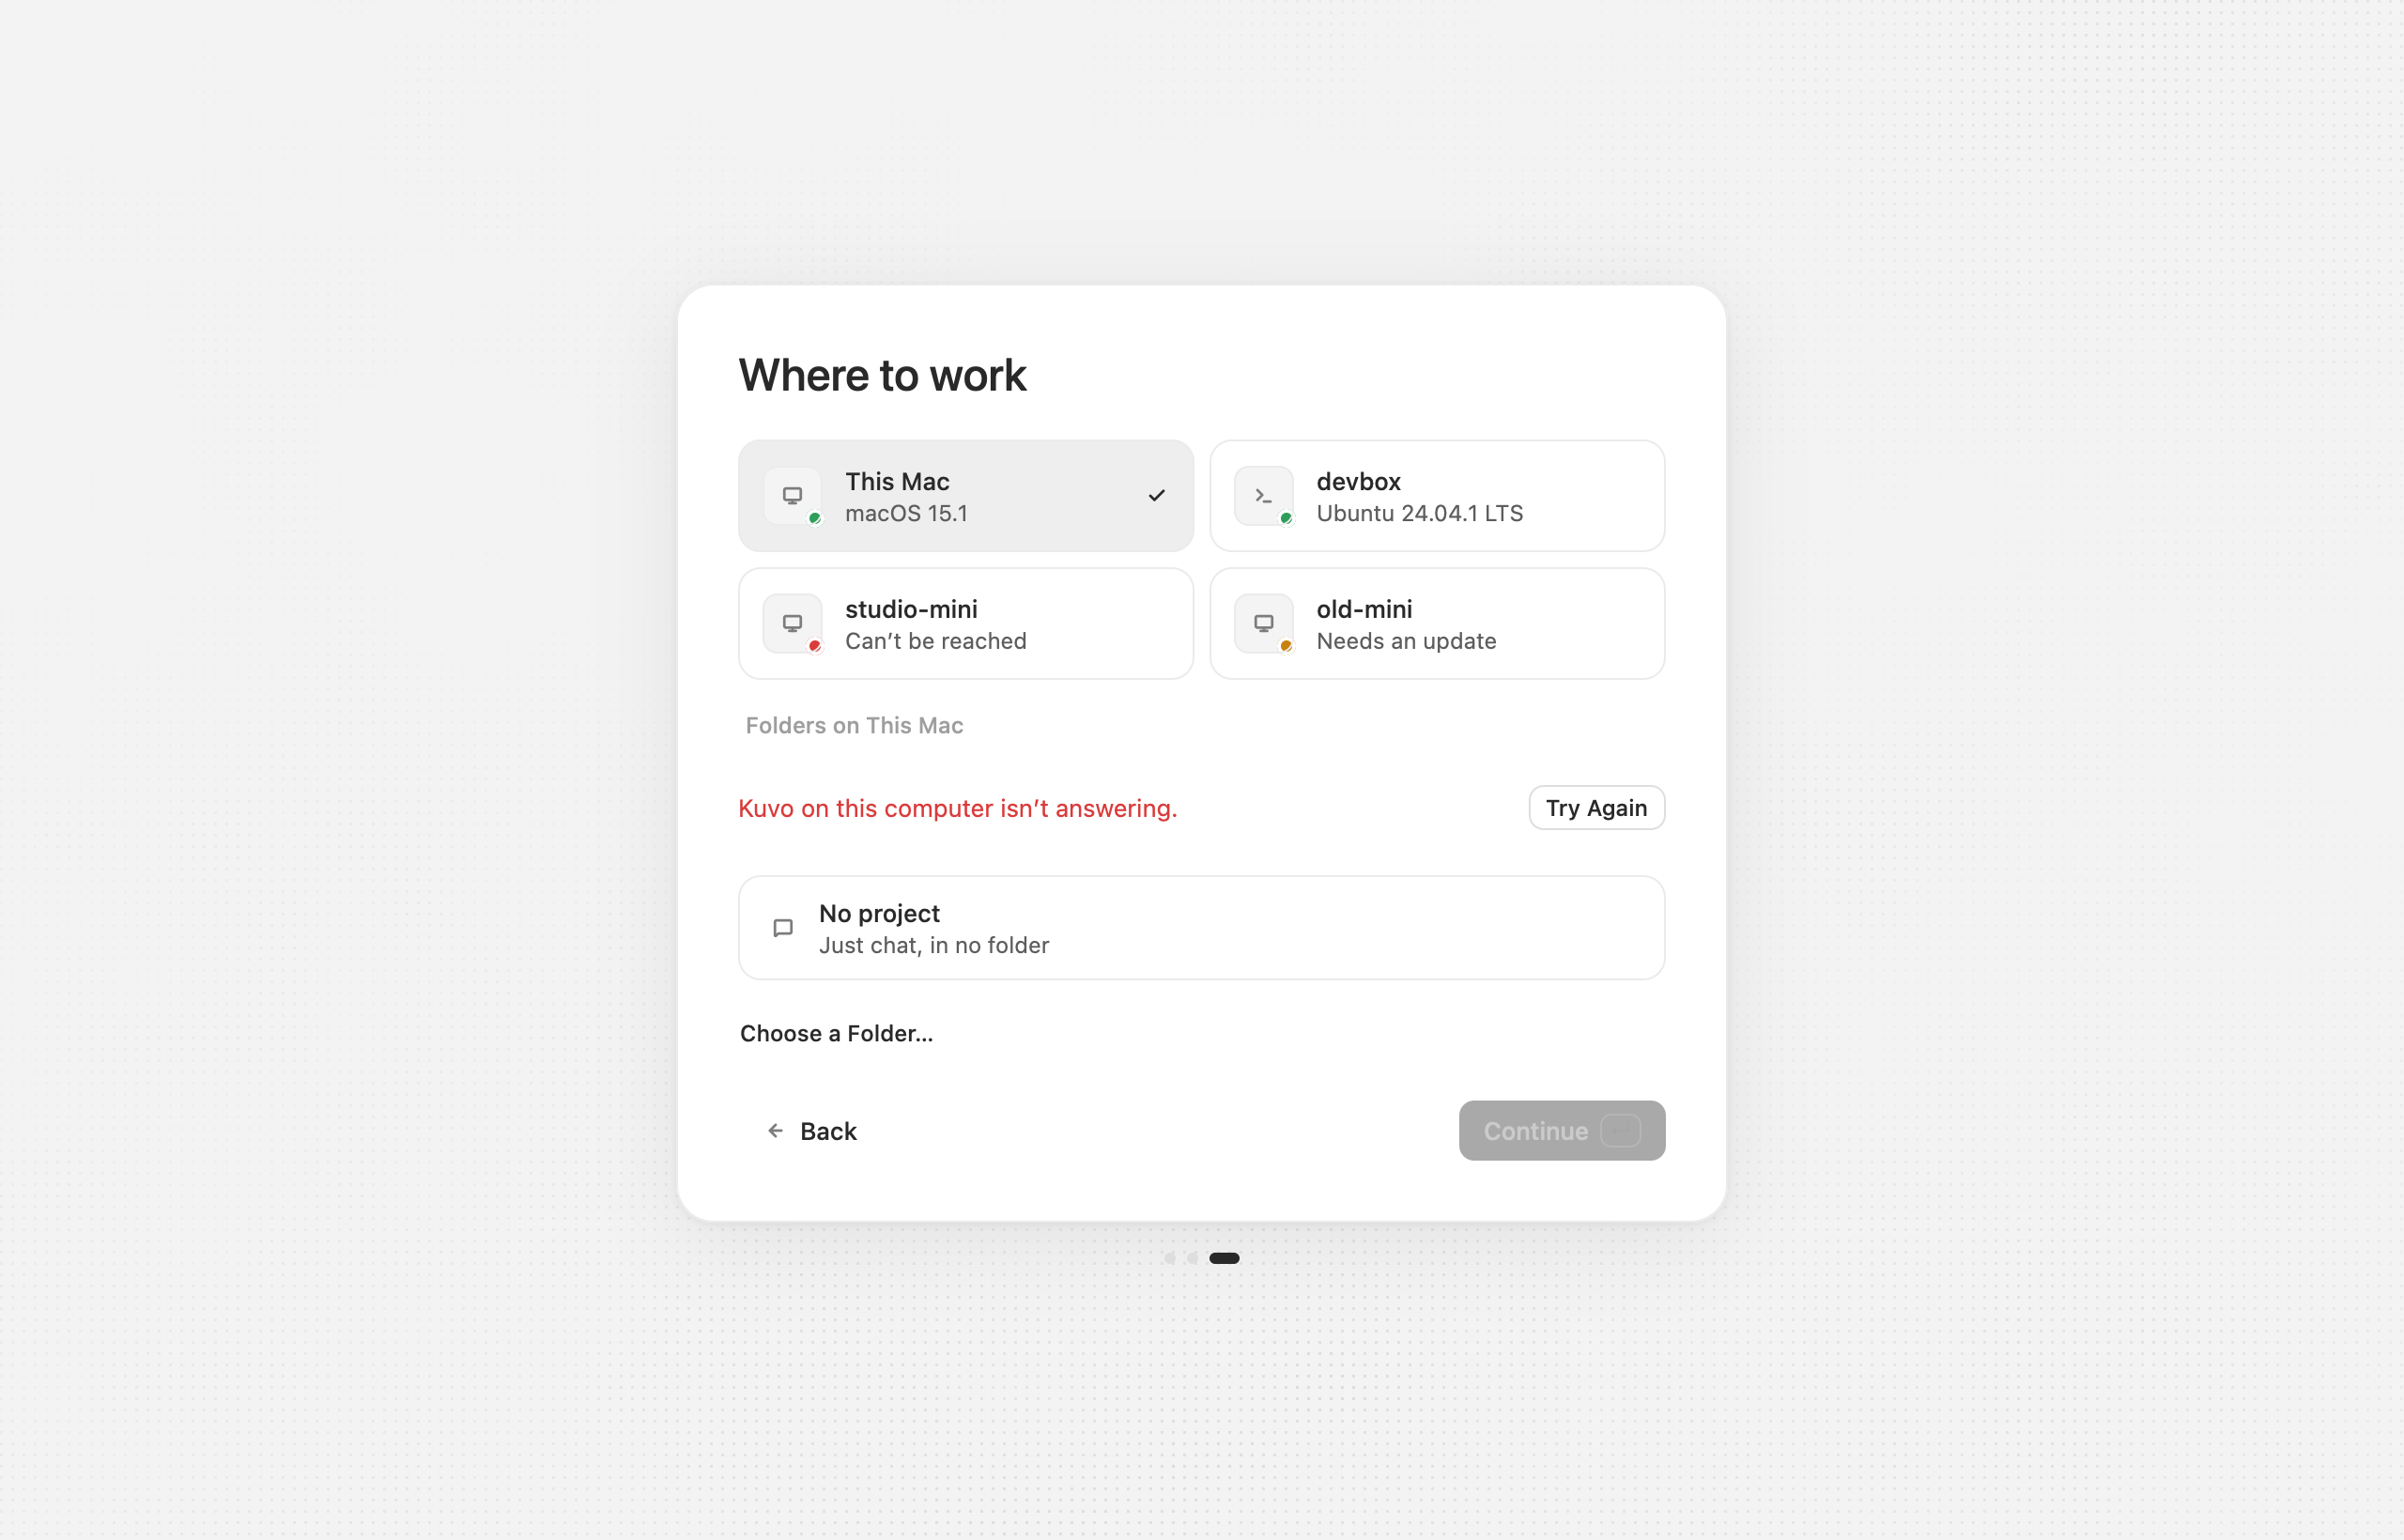 Where to work
This Mac
macOS 15.1
devbox
Ubuntu 24.04.1 LTS
studio-mini
Can’t be reached
old-mini
Needs an update
Folders on This Mac
Kuvo on this computer isn’t answering.
Try Again
No project
Just chat, in no folder
Choose a Folder...
Back
Continue